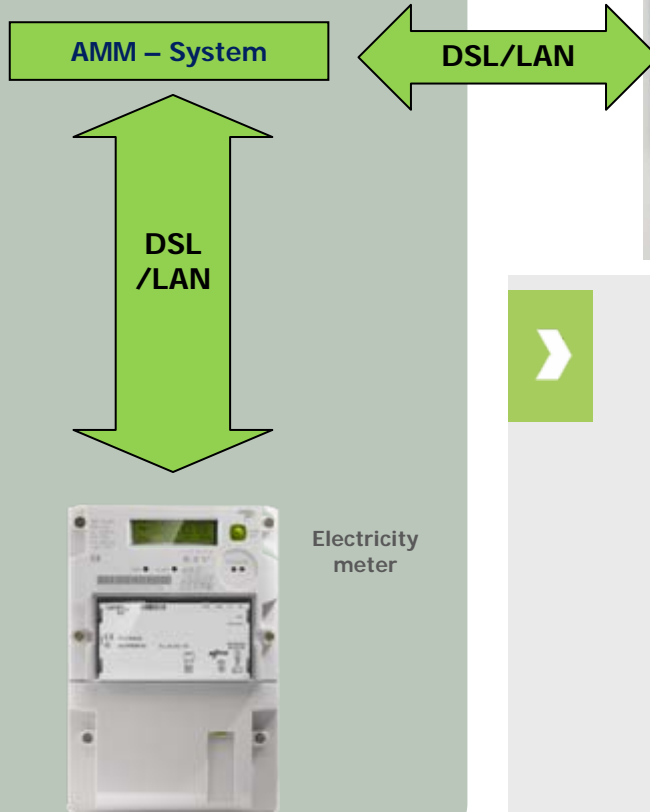 AMM – System
DSL/LAN
DSL
/LAN
Electricity
meter